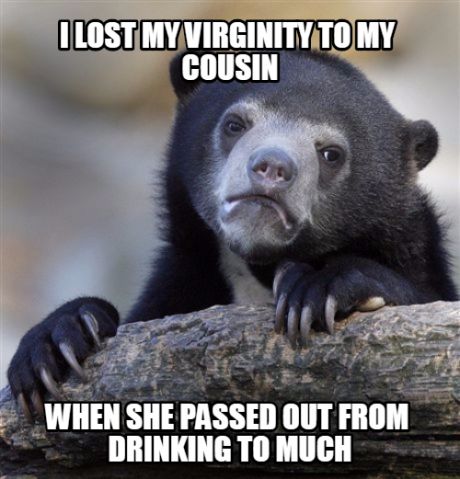 I LOST MY VIRGINITY TO MY
COUSIN
WHEN SHE PASSED OUT FROM
DRINKING TO MUCH